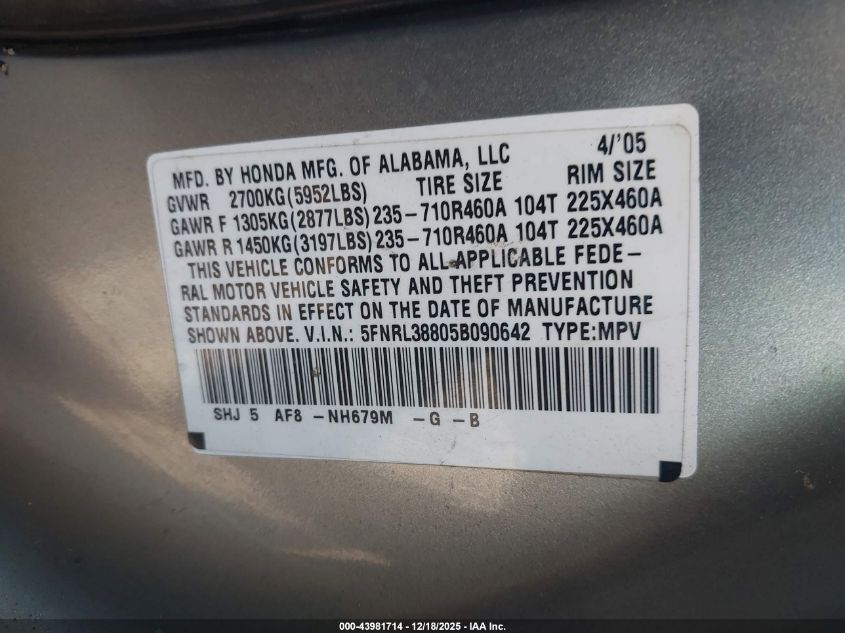 MFD. BY HONDA MFG. OF ALABAMA, LLC 4/'05
GVWR 2700KG(5952LBS) TIRE SIZE RIM SIZE
GAWR F 1305KG(2877LBS) 235-710R460A 104T 225X460A
GAWR R 1450KG(3197LBS) 235-710R460A 104T 225X460A
THIS VEHICLE CONFORMS TO ALL APPLICABLE FEDE-
RAL MOTOR VEHICLE SAFETY AND THEFT PREVENTION
STANDARDS IN EFFECT ON THE DATE OF MANUFACTURE
SHOWN ABOVE. V.I.N.: 5FNRL38805B090642 TYPE:MPV
SHJ 5 AF8 -NH679M -G -B
000-43981714 - 12/18/2025 - IAA Inc.